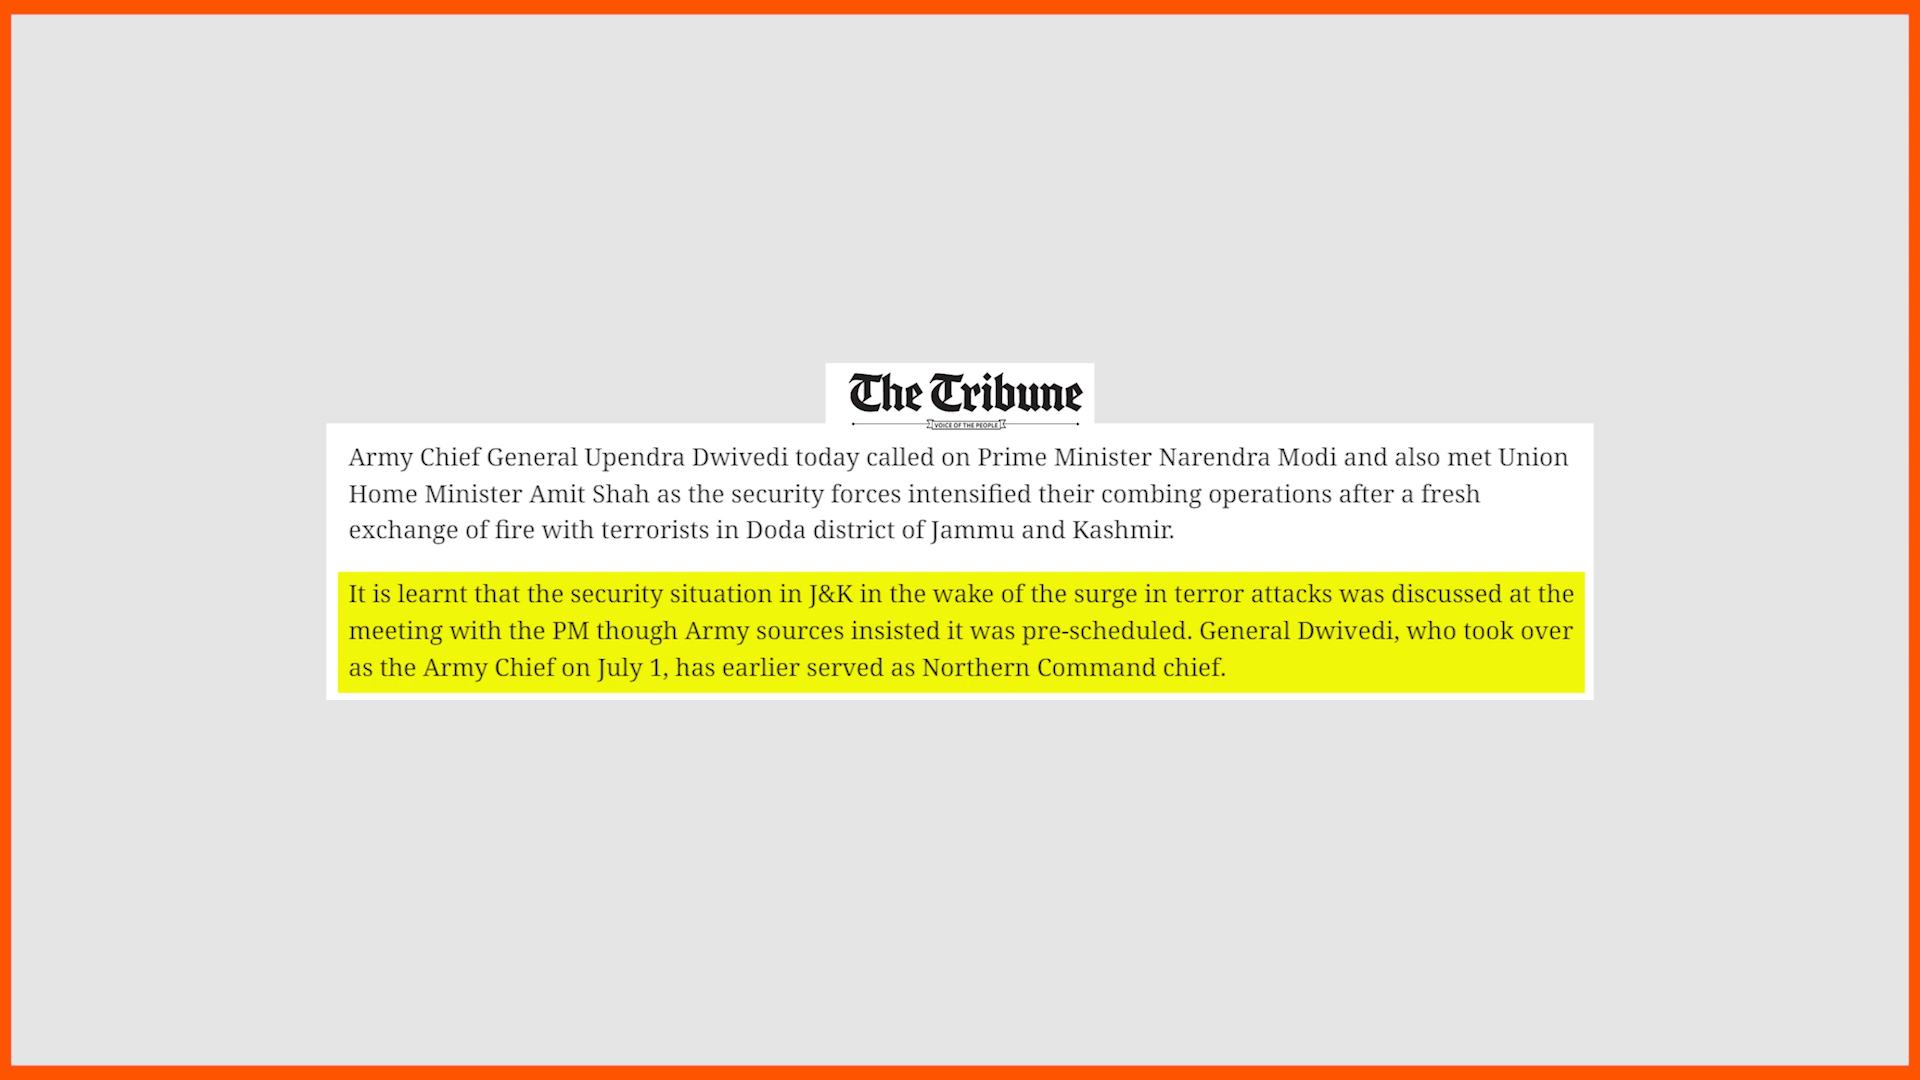 The Tribune
VOICE OF THE PEOPLE
Army Chief General Upendra Dwivedi today called on Prime Minister Narendra Modi and also met Union
Home Minister Amit Shah as the security forces intensified their combing operations after a fresh
exchange of fire with terrorists in Doda district of Jammu and Kashmir.
It is learnt that the security situation in J&K in the wake of the surge in terror attacks was discussed at the
meeting with the PM though Army sources insisted it was pre-scheduled. General Dwivedi, who took over
as the Army Chief on July 1, has earlier served as Northern Command chief.